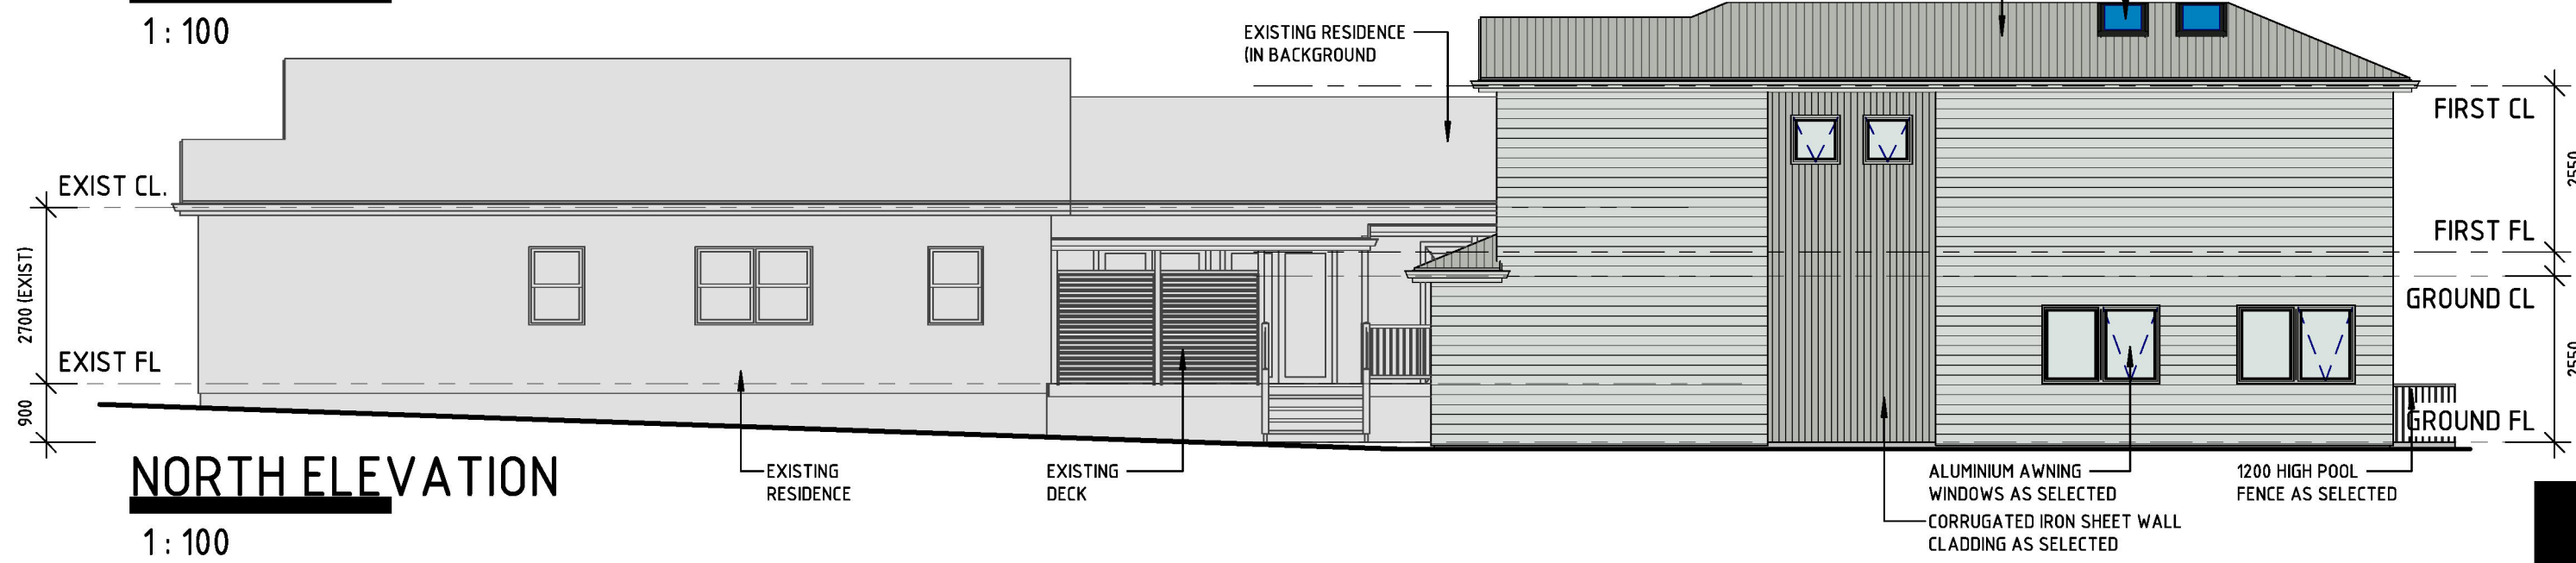 1 : 100
EXISTING RESIDENCE
(IN BACKGROUND
FIRST CL
EXIST CL.
2550
FIRST FL
2700 (EXIST)
GROUND CL
EXIST FL
2550
900
GROUND FL
NORTH ELEVATION
1 : 100
EXISTING
RESIDENCE
EXISTING
DECK
ALUMINIUM AWNING
WINDOWS AS SELECTED
1200 HIGH POOL
FENCE AS SELECTED
CORRUGATED IRON SHEET WALL
CLADDING AS SELECTED